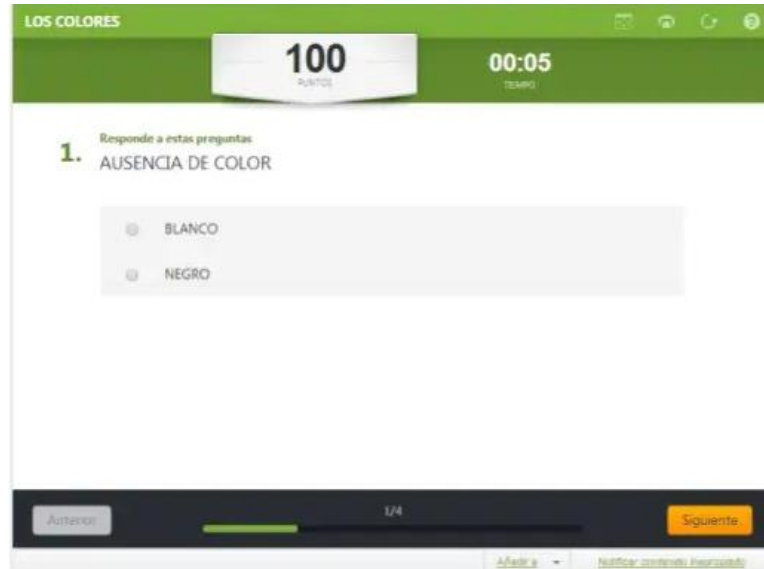 LOS COLORES
100
PUNTOS
00:05
TIEMPO
1.
Responde a estas preguntas
AUSENCIA DE COLOR
BLANCO
NEGRO
Anterior
1/4
Siguiente
Añadir a
Notificar contenido inapropiado